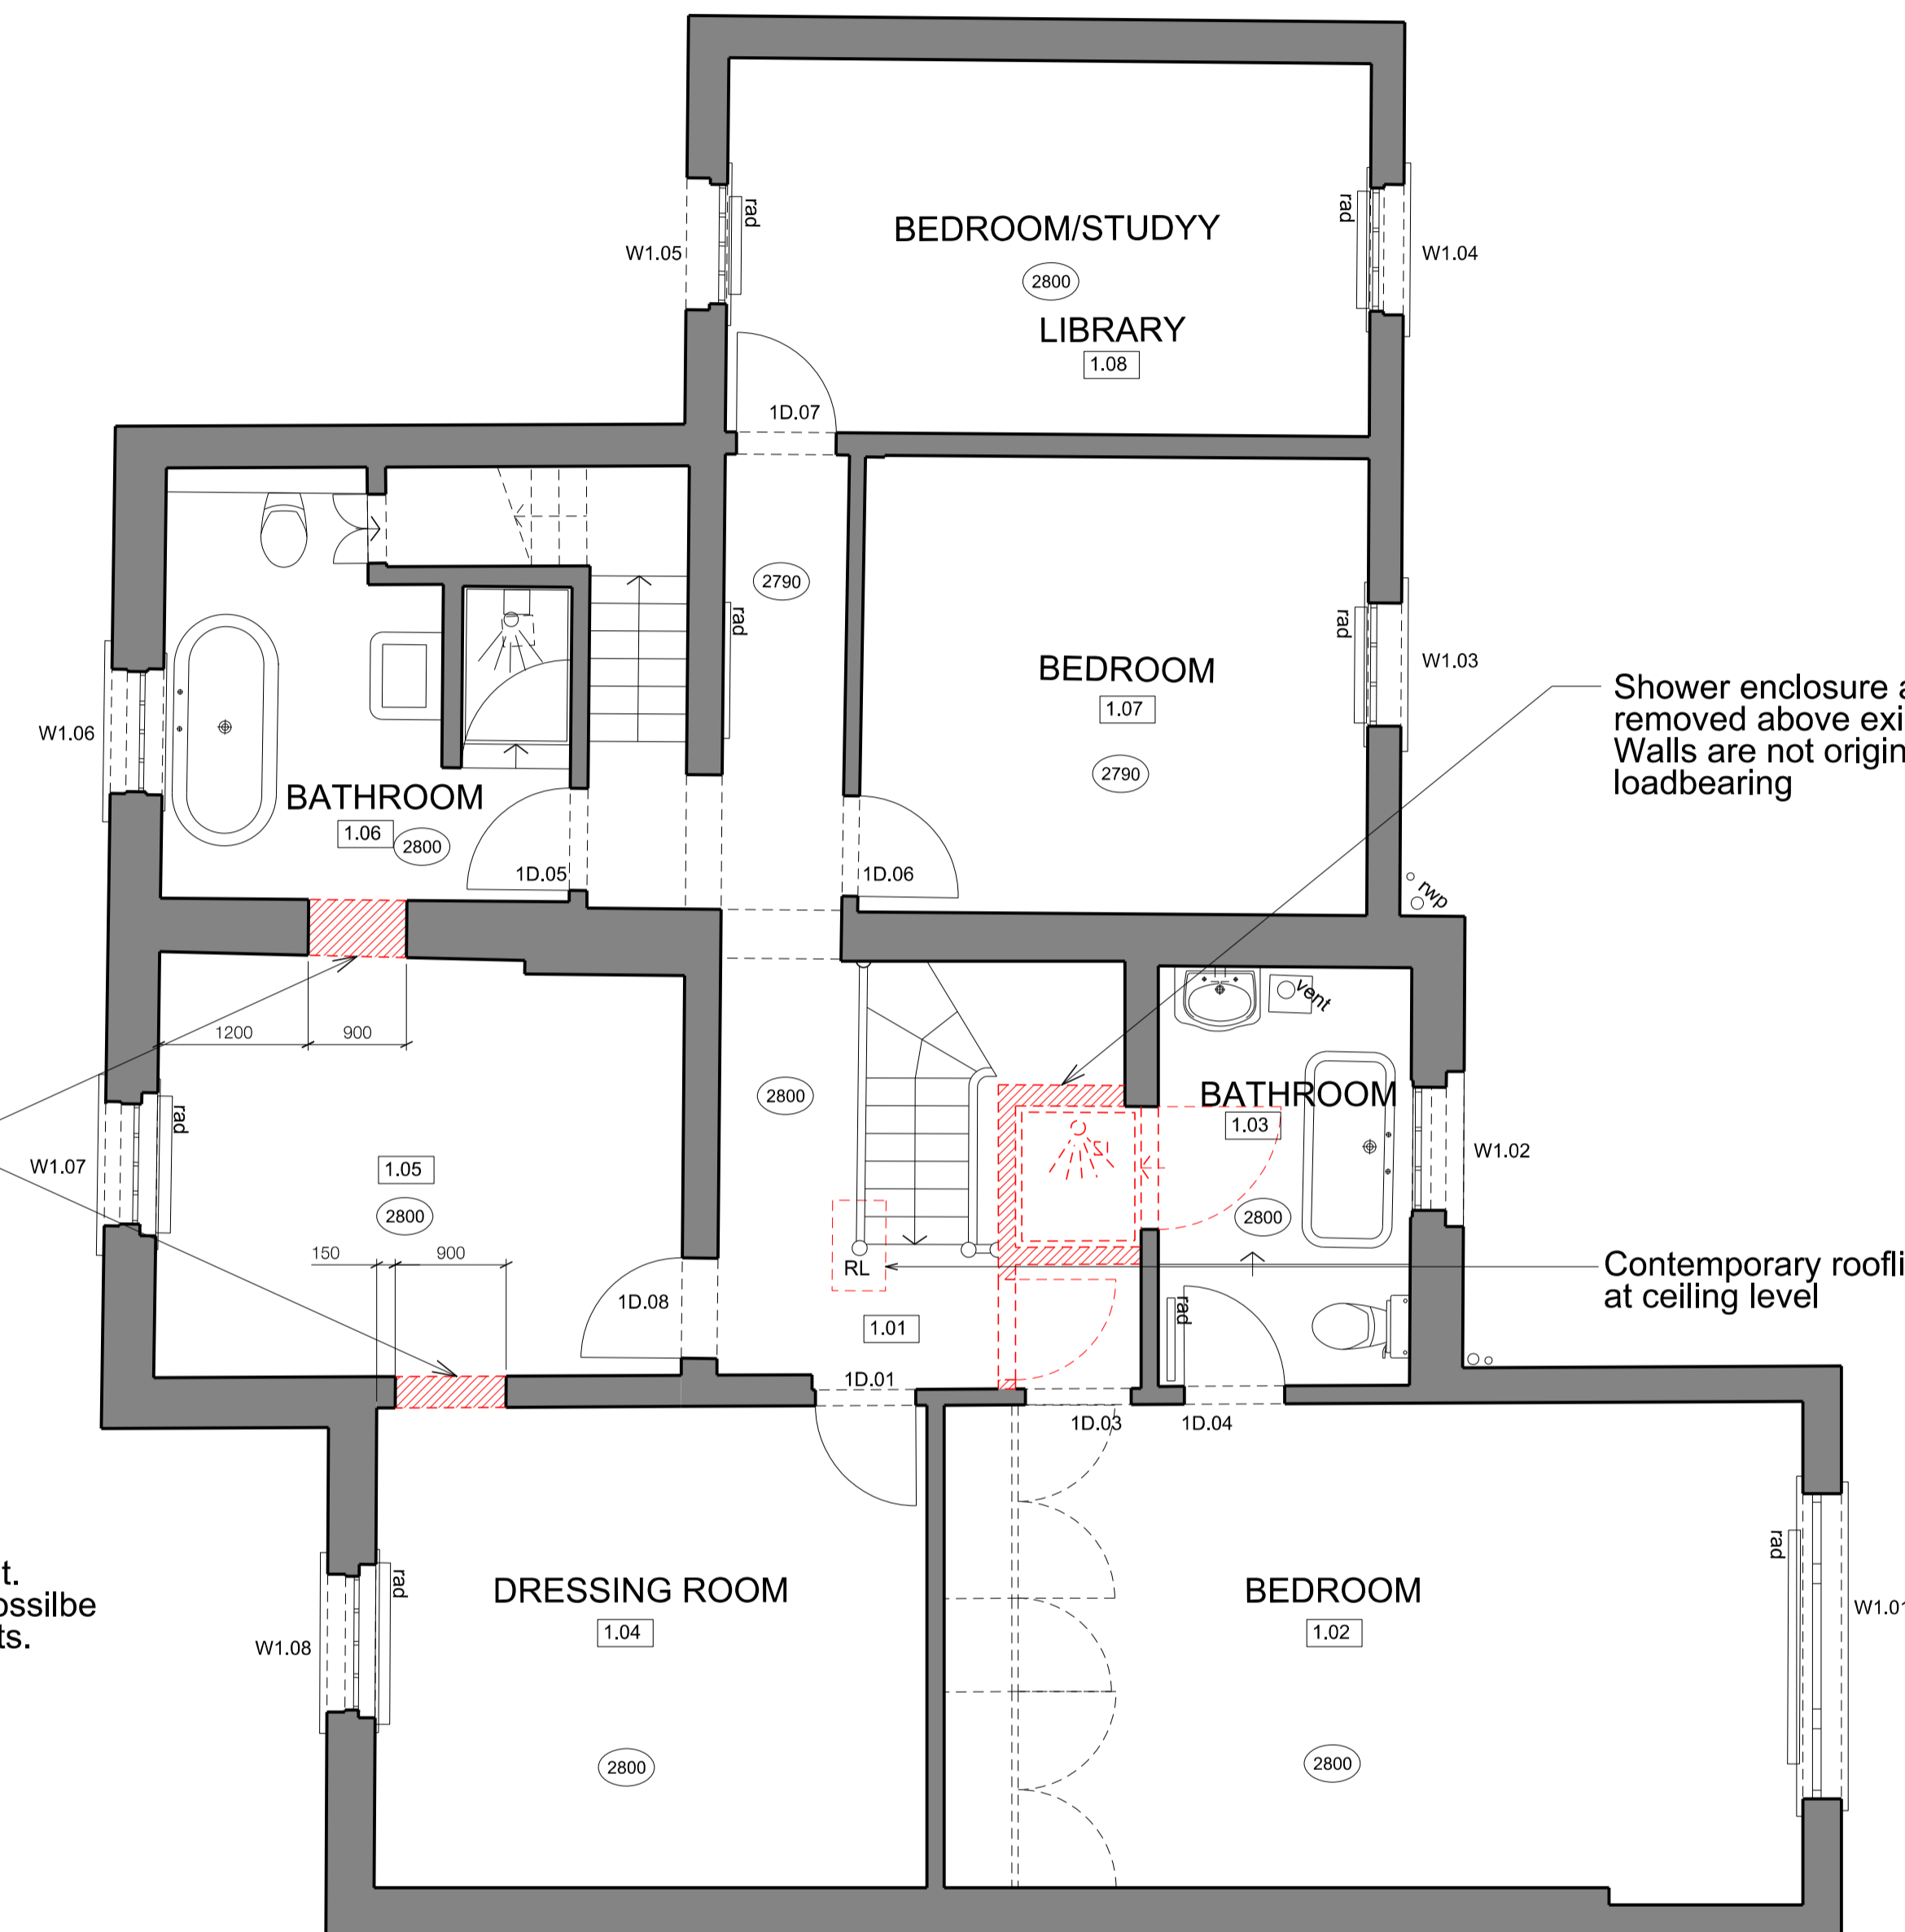 BEDROOM/STUDYY
2800
LIBRARY
1.08
rad
rad
W1.05
W1.04
1D.07
2790
rad
BEDROOM
1.07
2790
rad
W1.03
W1.06
BATHROOM
1.06
2800
1D.05
1D.06
rwp
Shower enclosure a
removed above exi
Walls are not origin
loadbearing
1200
900
vent
2800
BATHROOM
1.03
2800
W1.02
rad
W1.07
1.05
2800
150
900
1D.08
RL
1.01
rad
Contemporary roofli
at ceiling level
1D.01
1D.03
1D.04
t.
ossilbe
ts.
rad
W1.08
DRESSING ROOM
1.04
2800
BEDROOM
1.02
2800
rad
W1.01